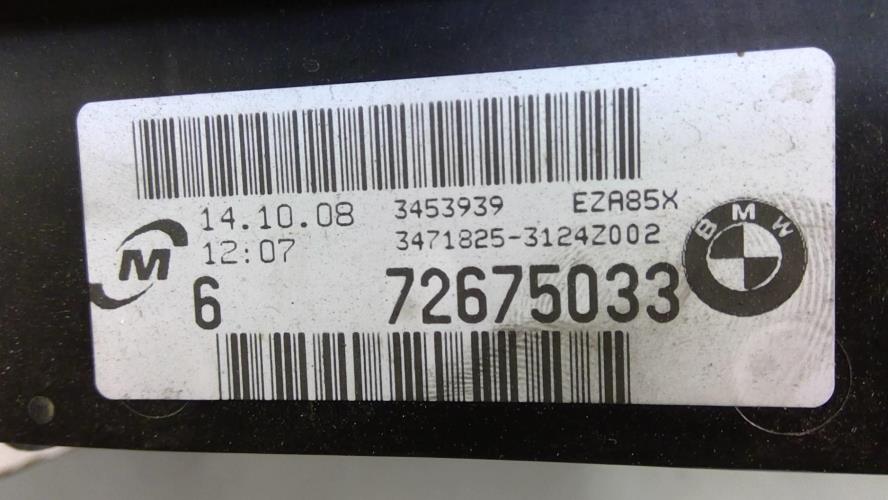 14.10.08 3453939 EZA85X
12:07 3471825-3124Z002
M
BMW
6 72675033